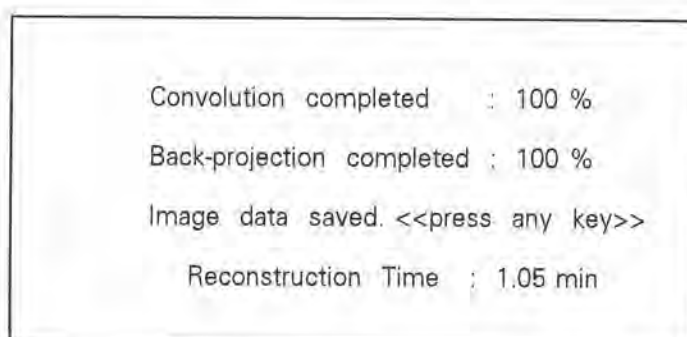 Convolution completed : 100 %
Back-projection completed : 100 %
Image data saved. <<press any key>>
Reconstruction Time : 1.05 min